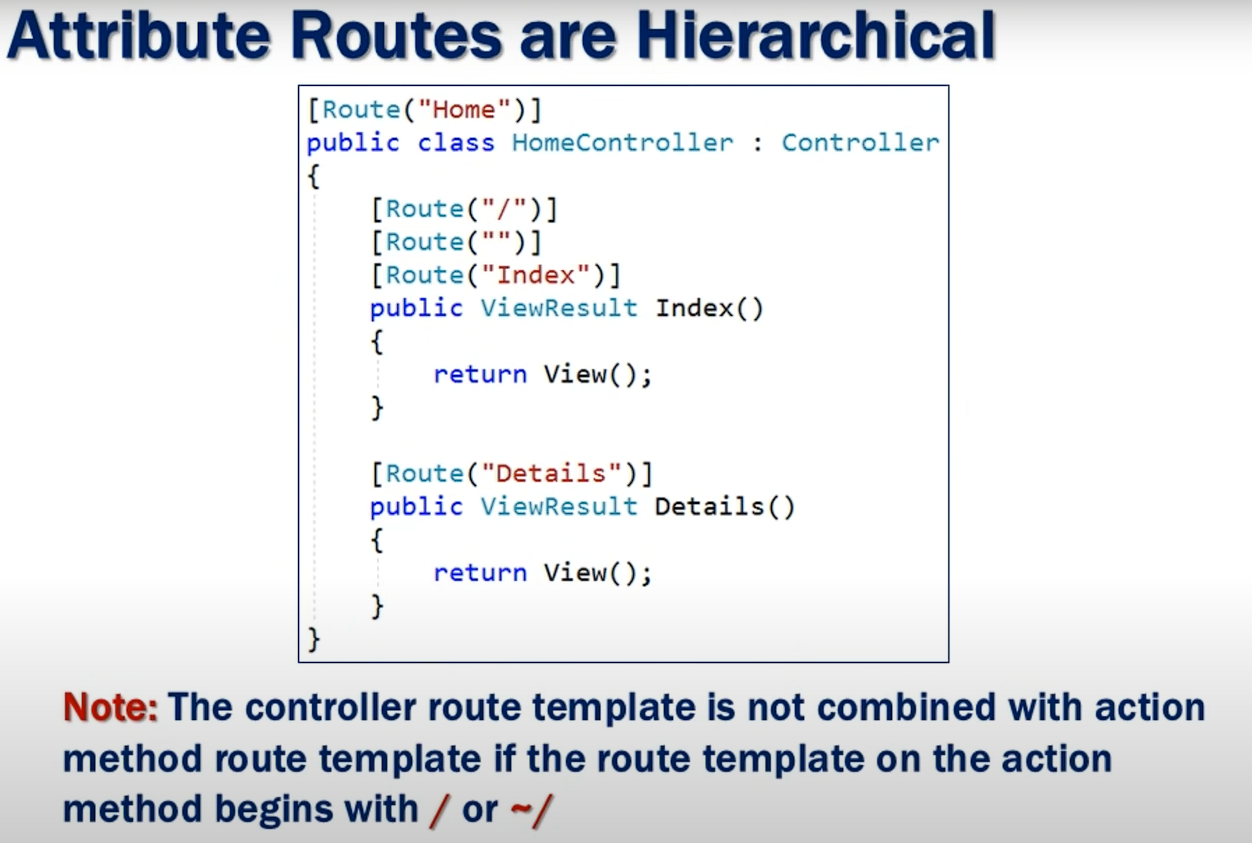 Attribute Routes are Hierarchical
[Route("Home")]
public class HomeController : Controller
{
[Route("/")]
[Route("")]
[Route("Index")]
public ViewResult Index()
{
return View();
}
[Route("Details")]
public ViewResult Details()
{
return View();
}
}
Note: The controller route template is not combined with action
method route template if the route template on the action
method begins with / or ~/